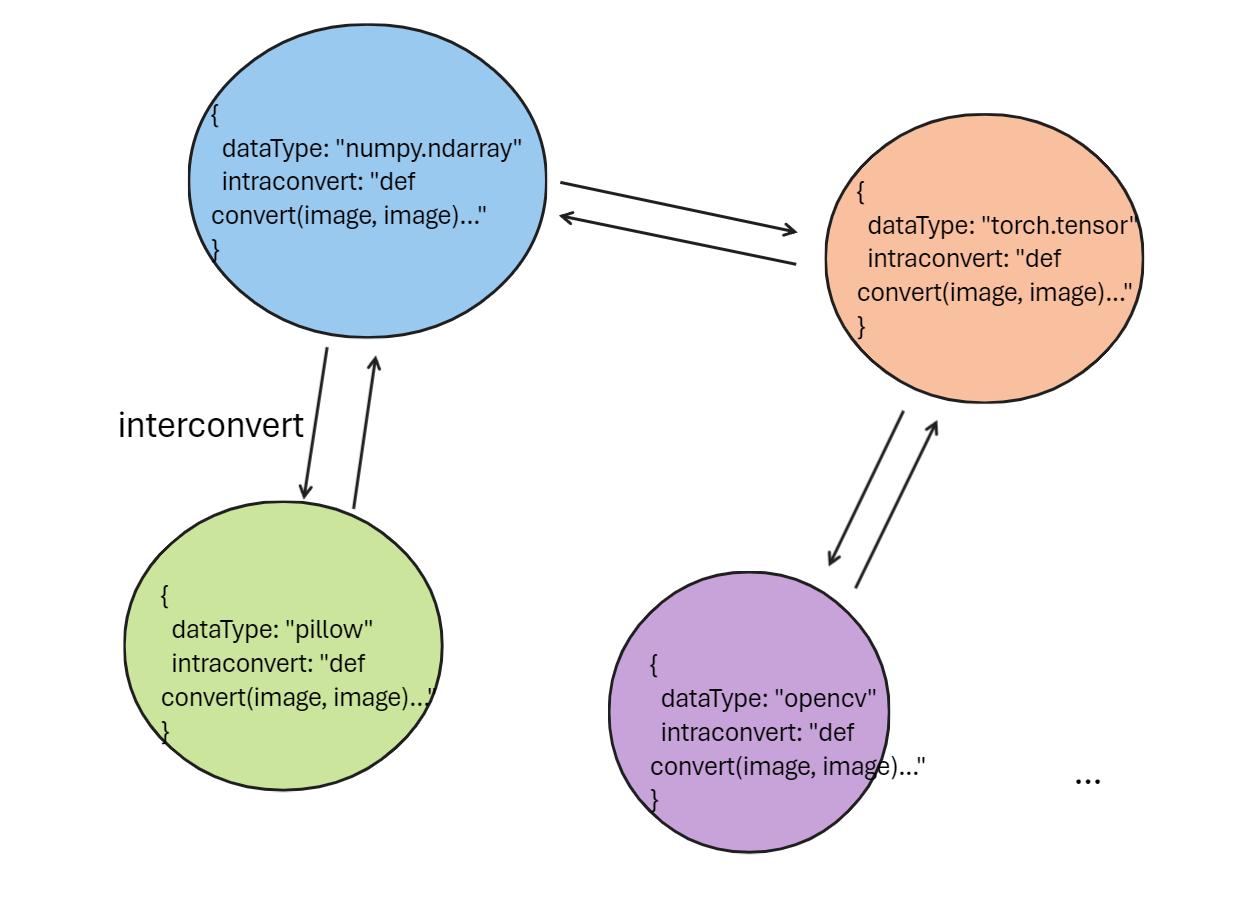 {
dataType: "numpy.ndarray"
intraconvert: "def
convert(image, image)..."
}
{
dataType: "torch.tensor"
intraconvert: "def
convert(image, image)..."
}
interconvert
{
dataType: "pillow"
intraconvert: "def
convert(image, image)..."
}
{
dataType: "opencv"
intraconvert: "def
convert(image, image)..."
}
...